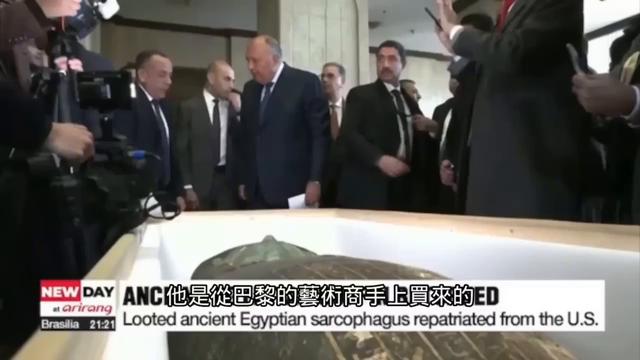 NEW DAY
at arirang
Brasilia 21:21
他是從巴黎的藝術商手上買來的
Looted ancient Egyptian sarcophagus repatriated from the U.S.